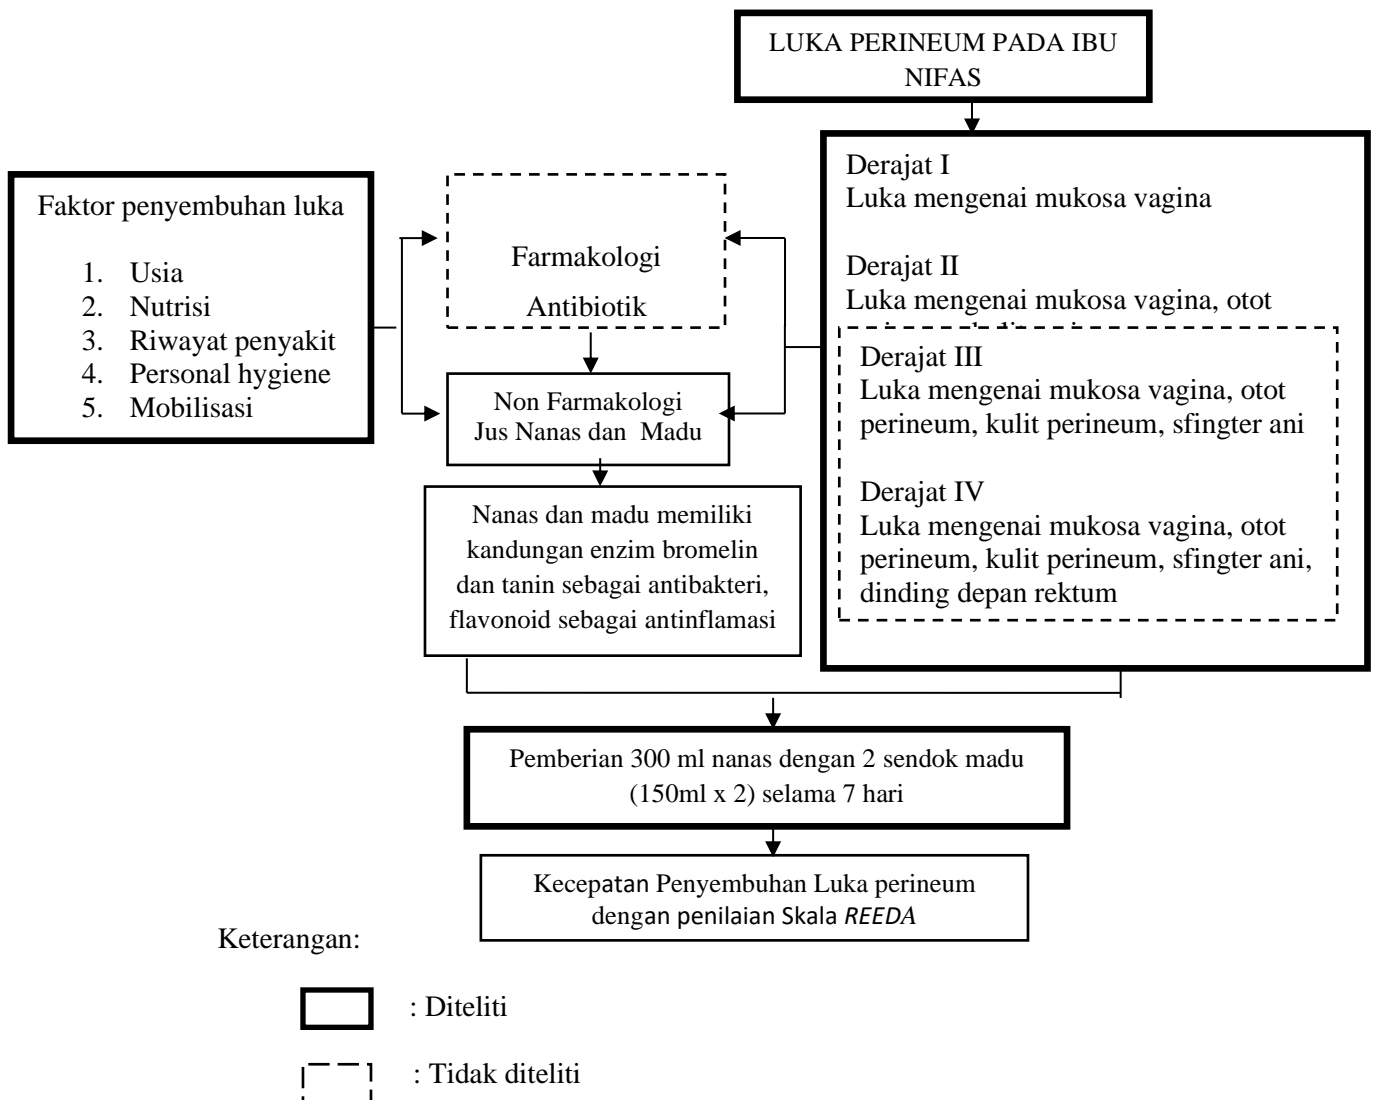 LUKA PERINEUM PADA IBU
NIFAS
Faktor penyembuhan luka
1. Usia
2. Nutrisi
3. Riwayat penyakit
4. Personal hygiene
5. Mobilisasi
Farmakologi
Antibiotik
Non Farmakologi
Jus Nanas dan Madu
Nanas dan madu memiliki
kandungan enzim bromelin
dan tanin sebagai antibakteri,
flavonoid sebagai antinflamasi
Derajat I
Luka mengenai mukosa vagina
Derajat II
Luka mengenai mukosa vagina, otot
Derajat III
Luka mengenai mukosa vagina, otot
perineum, kulit perineum, sfingter ani
Derajat IV
Luka mengenai mukosa vagina, otot
perineum, kulit perineum, sfingter ani,
dinding depan rektum
Pemberian 300 ml nanas dengan 2 sendok madu
(150ml x 2) selama 7 hari
Kecepatan Penyembuhan Luka perineum
dengan penilaian Skala REEDA
Keterangan:
: Diteliti
: Tidak diteliti